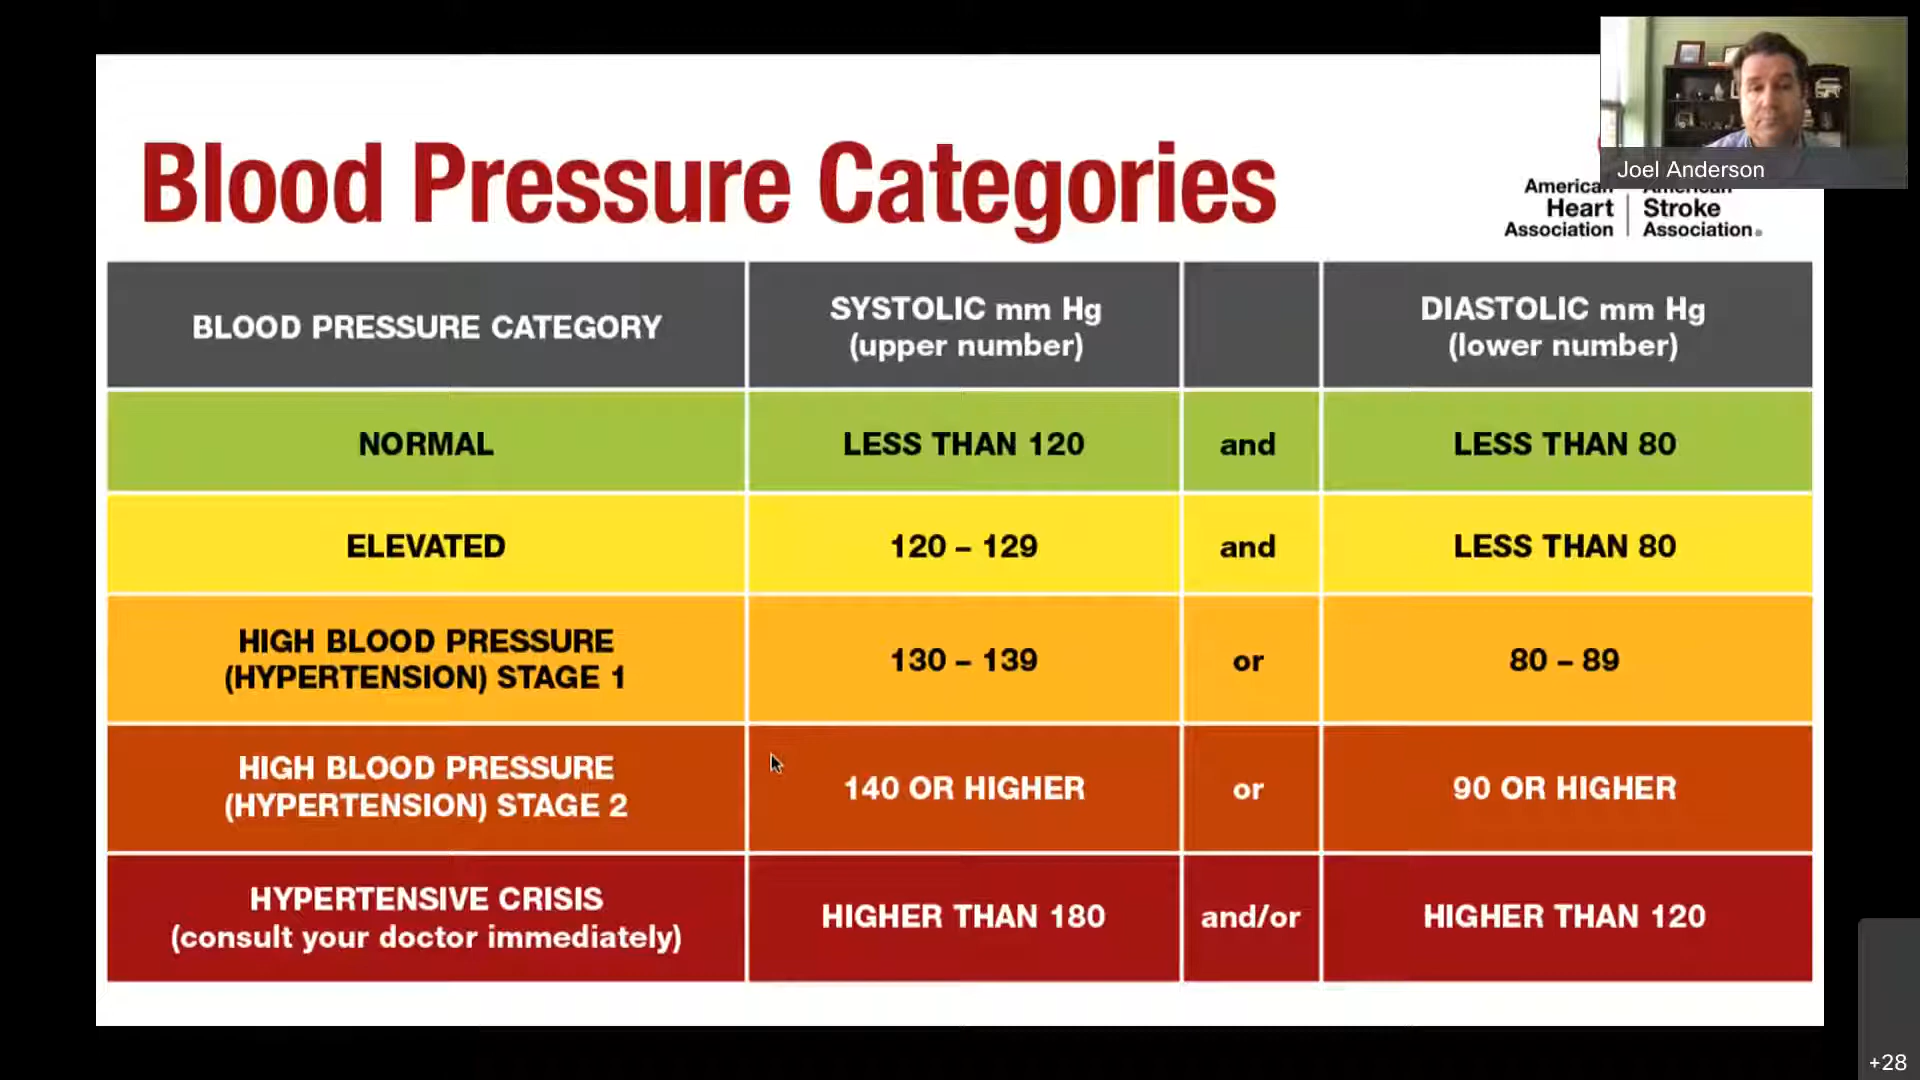 Joel Anderson
Blood Pressure Categories
American American
Heart Stroke
Association Association.
BLOOD PRESSURE CATEGORY
SYSTOLIC mm Hg
(upper number)
DIASTOLIC mm Hg
(lower number)
NORMAL
LESS THAN 120
and
LESS THAN 80
ELEVATED
120 – 129
and
LESS THAN 80
HIGH BLOOD PRESSURE
(HYPERTENSION) STAGE 1
130 – 139
or
80 – 89
HIGH BLOOD PRESSURE
(HYPERTENSION) STAGE 2
140 OR HIGHER
or
90 OR HIGHER
HYPERTENSIVE CRISIS
(consult your doctor immediately)
HIGHER THAN 180
and/or
HIGHER THAN 120
+28